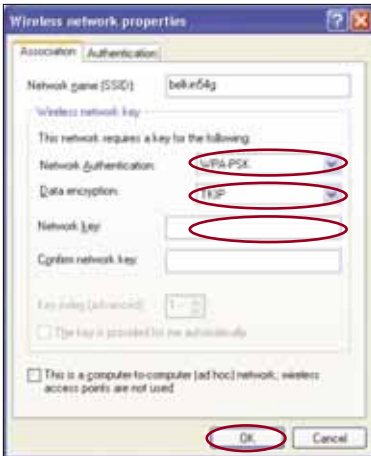 Wireless network properties
Association Authentication
Network name (SSID): belkin54g
Wireless network key
This network requires a key for the following:
Network Authentication: WPA-PSK
Data encryption: TKIP
Network key:
Confirm network key:
Key index (advanced): 1
The key is provided for me automatically
This is a computer-to-computer (ad hoc) network; wireless
access points are not used
OK Cancel